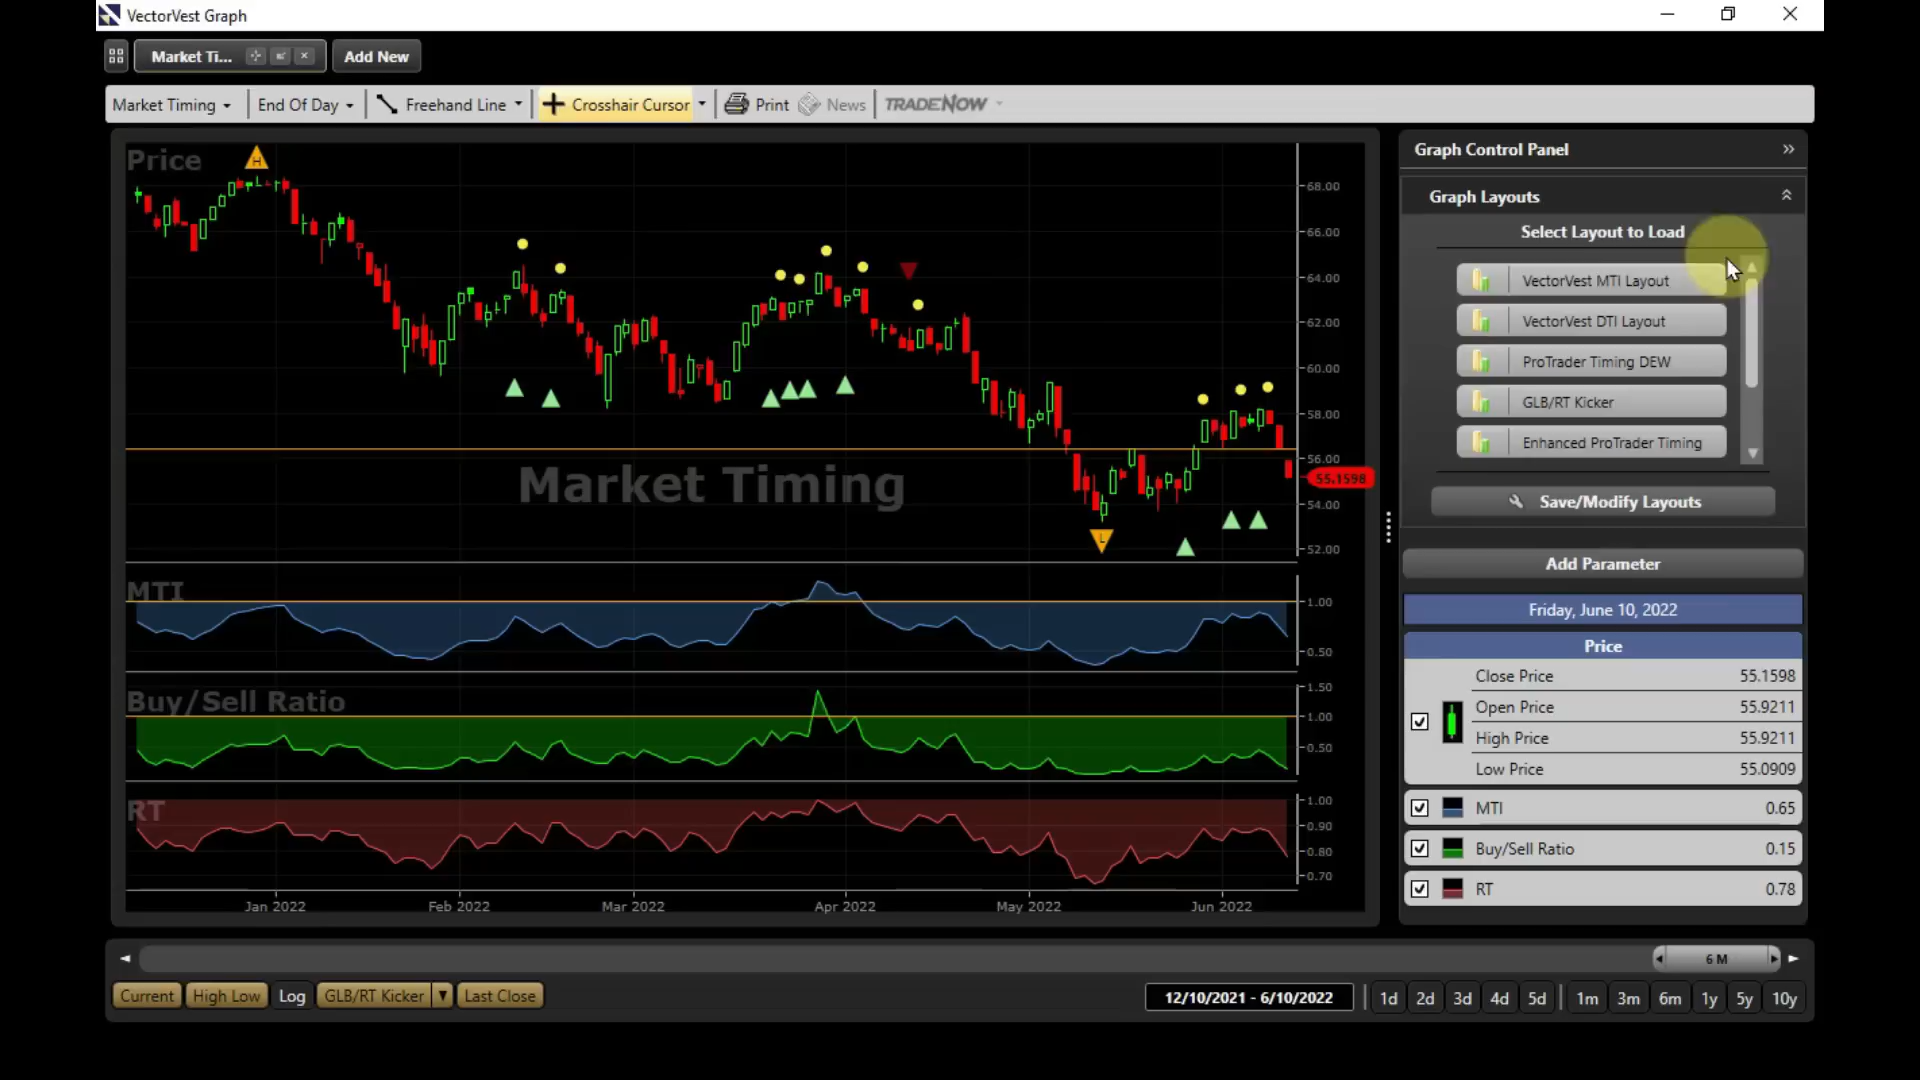 VectorVest Graph
Market Ti...
Add New
Market Timing
End Of Day
Freehand Line
Crosshair Cursor
Print
News
TRADENOW
Price
H
68.00
66.00
64.00
62.00
60.00
58.00
56.00
55.1598
54.00
52.00
Market Timing
L
MTI
1.00
0.50
Buy/Sell Ratio
1.50
1.00
0.50
RT
1.00
0.90
0.80
0.70
Jan 2022
Feb 2022
Mar 2022
Apr 2022
May 2022
Jun 2022
Graph Control Panel
Graph Layouts
Select Layout to Load
VectorVest MTI Layout
VectorVest DTI Layout
ProTrader Timing DEW
GLB/RT Kicker
Enhanced ProTrader Timing
Save/Modify Layouts
Add Parameter
Friday, June 10, 2022
Price
Close Price 55.1598
Open Price 55.9211
High Price 55.9211
Low Price 55.0909
MTI 0.65
Buy/Sell Ratio 0.15
RT 0.78
6 M
Current
High Low
Log
GLB/RT Kicker
Last Close
12/10/2021 - 6/10/2022
1d
2d
3d
4d
5d
1m
3m
6m
1y
5y
10y